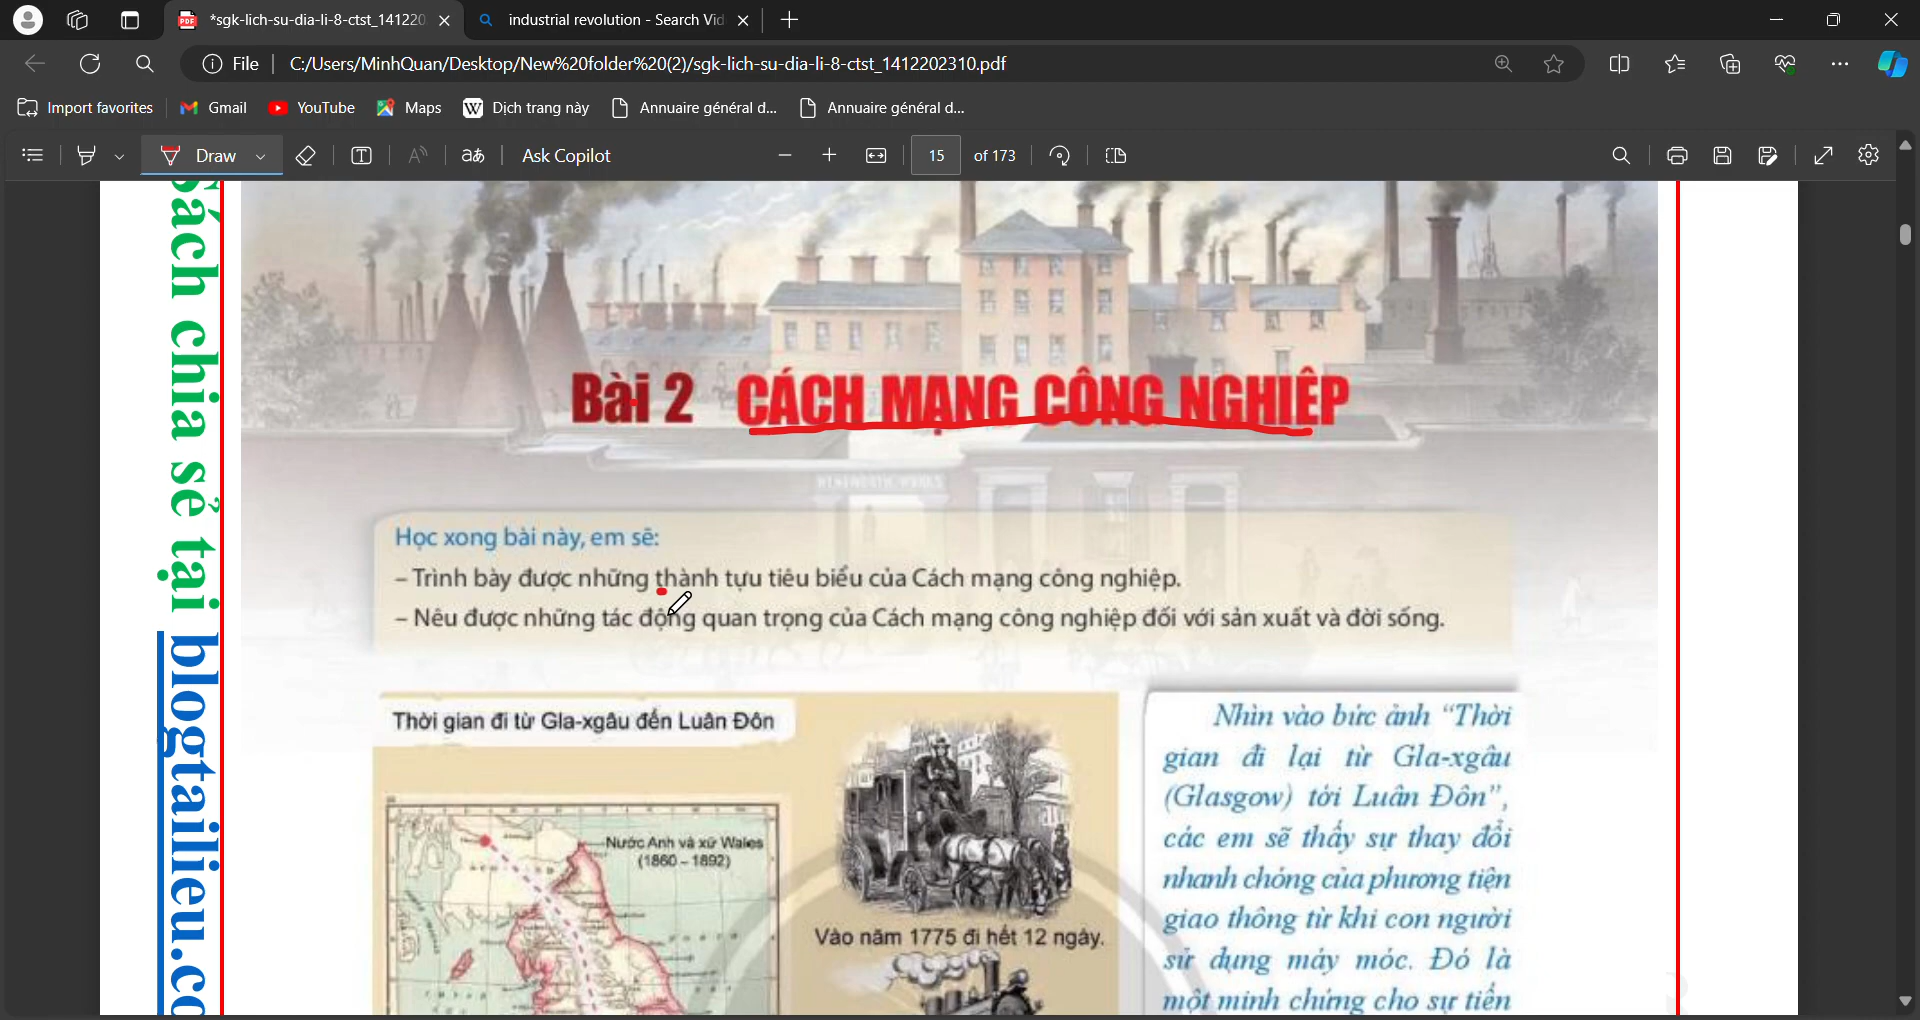 *sgk-lich-su-dia-li-8-ctst_141220
industrial revolution - Search Vid
File
C:/Users/MinhQuan/Desktop/New%20folder%20(2)/sgk-lich-su-dia-li-8-ctst_1412202310.pdf
Import favorites
Gmail
YouTube
Maps
Dịch trang này
Annuaire général d...
Annuaire général d...
Draw
aあ
Ask Copilot
15 of 173
Sách chia sẻ tại blogtailieu.co
Bài 2 CÁCH MẠNG CÔNG NGHIỆP
Học xong bài này, em sẽ:
– Trình bày được những thành tựu tiêu biểu của Cách mạng công nghiệp.
– Nêu được những tác động quan trọng của Cách mạng công nghiệp đối với sản xuất và đời sống.
Thời gian đi từ Gla-xgâu đến Luân Đôn
Nước Anh và xứ Wales
(1860 – 1892)
Vào năm 1775 đi hết 12 ngày.
Nhìn vào bức ảnh “Thời
gian đi lại từ Gla-xgâu
(Glasgow) tới Luân Đôn”,
các em sẽ thấy sự thay đổi
nhanh chóng của phương tiện
giao thông từ khi con người
sử dụng máy móc. Đó là
một minh chứng cho sự tiến